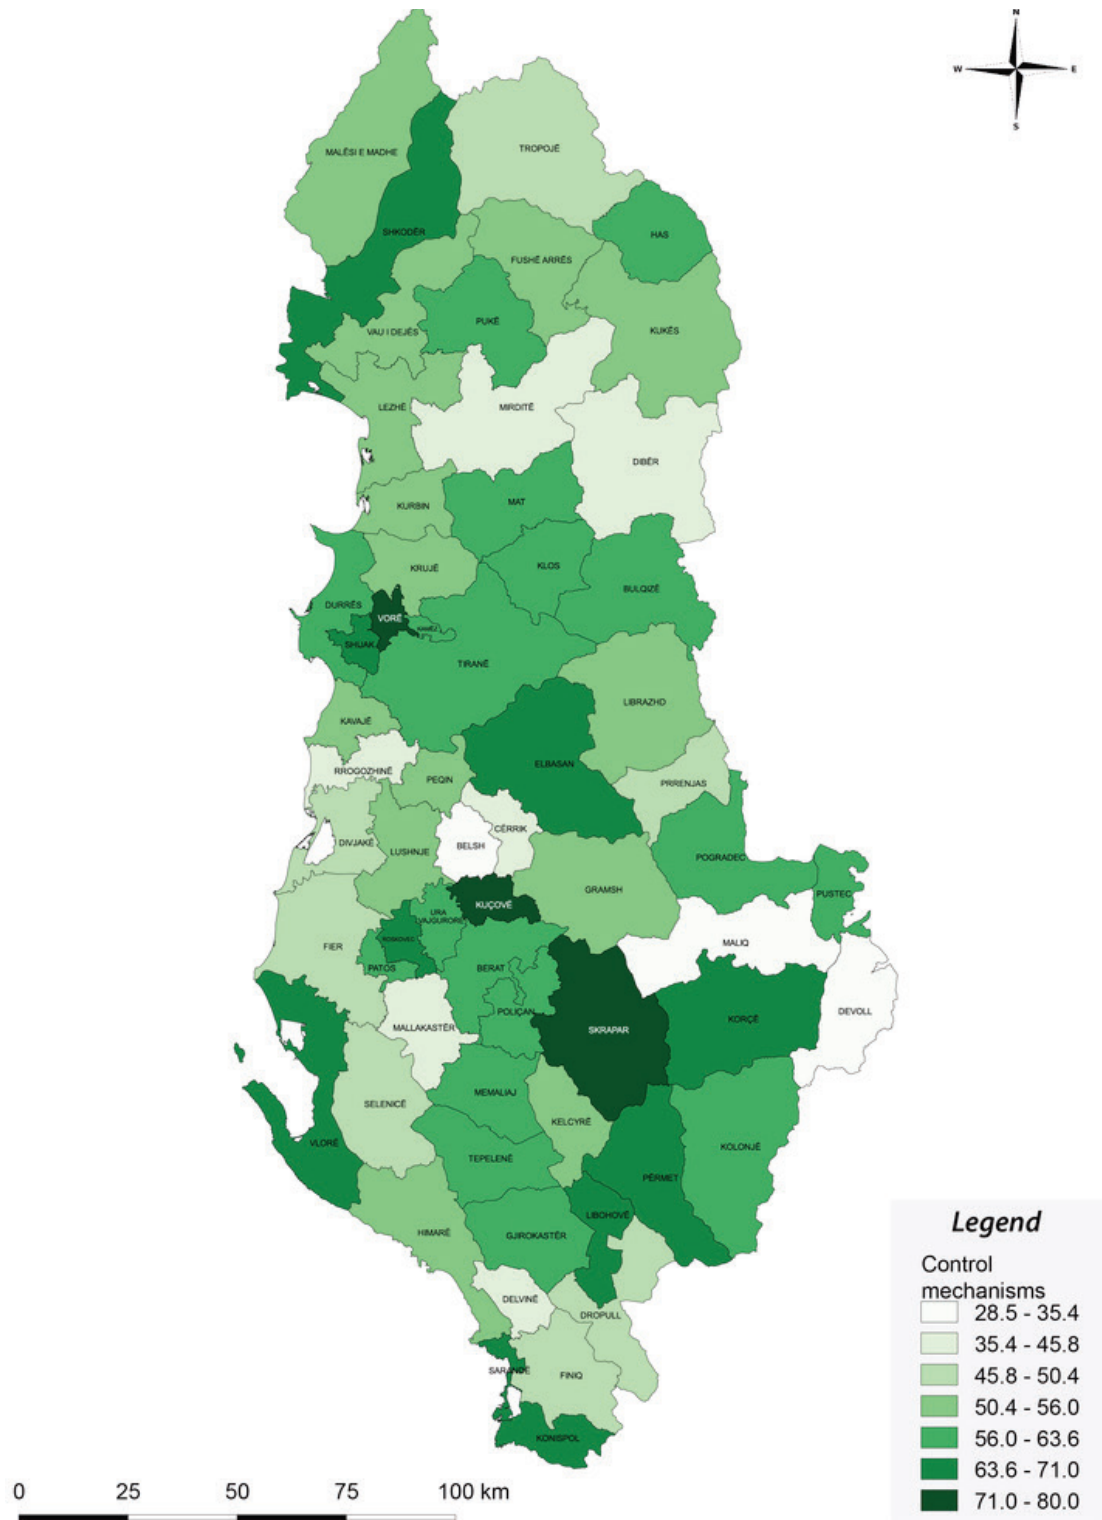 N
W
E
S
MALËSI E MADHE
TROPOJË
SHKODËR
HAS
FUSHË ARRËS
PUKË
VAU I DEJËS
KUKËS
LEZHË
MIRDITË
DIBËR
KURBIN
MAT
KRUJË
KLOS
BULQIZË
DURRËS
VORË
KAMËZ
SHIJAK
TIRANË
LIBRAZHD
KAVAJË
RROGOZHINË
ELBASAN
PEQIN
PRRENJAS
CËRRIK
DIVJAKË
LUSHNJE
BELSH
POGRADEC
GRAMSH
PUSTEC
KUÇOVË
URA
VAJGURORE
FIER
ROSKOVEC
MALIQ
PATOS
BERAT
POLIÇAN
DEVOLL
MALLAKASTËR
SKRAPAR
KORÇË
MEMALIAJ
SELENICË
KELCYRË
VLORË
KOLONJË
TEPELENË
PËRMET
LIBOHOVË
HIMARË
GJIROKASTËR
DELVINË
DROPULL
SARANDË
FINIQ
KONISPOL
Legend
Control
mechanisms
28.5 - 35.4
35.4 - 45.8
45.8 - 50.4
50.4 - 56.0
56.0 - 63.6
63.6 - 71.0
71.0 - 80.0
0 25 50 75 100 km